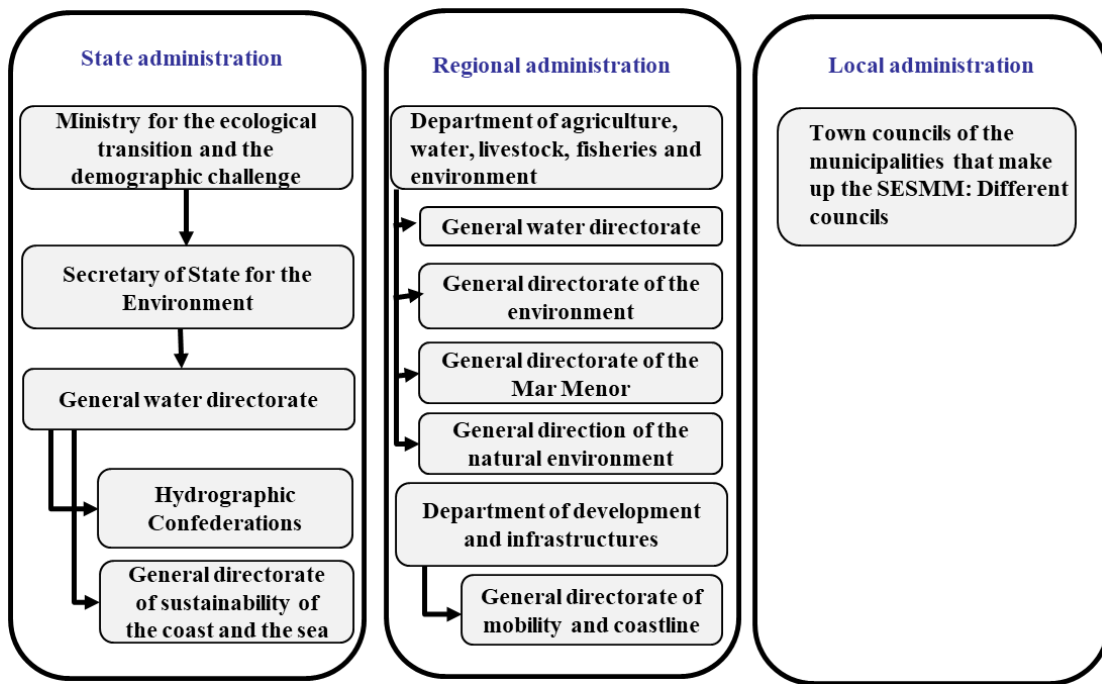 State administration
Ministry for the ecological
transition and the
demographic challenge
Secretary of State for the
Environment
General water directorate
Hydrographic
Confederations
General directorate
of sustainability of
the coast and the sea
Regional administration
Department of agriculture,
water, livestock, fisheries and
environment
General water directorate
General directorate of the
environment
General directorate of the
Mar Menor
General direction of the
natural environment
Department of development
and infrastructures
General directorate of
mobility and coastline
Local administration
Town councils of the
municipalities that make
up the SESMM: Different
councils